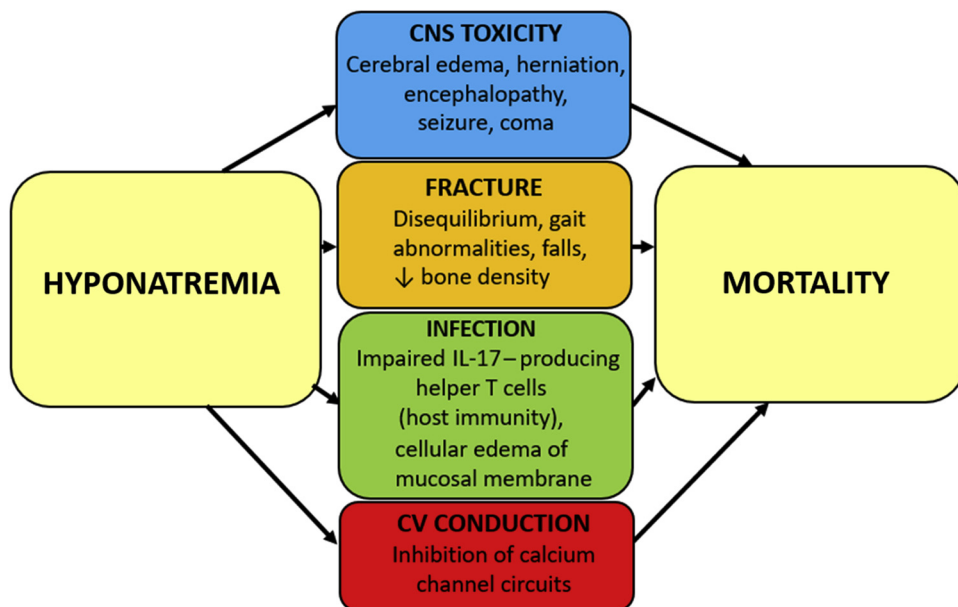 CNS TOXICITY
Cerebral edema, herniation,
encephalopathy,
seizure, coma
FRACTURE
Disequilibrium, gait
abnormalities, falls,
↓ bone density
HYPONATREMIA
MORTALITY
INFECTION
Impaired IL-17–producing
helper T cells
(host immunity),
cellular edema of
mucosal membrane
CV CONDUCTION
Inhibition of calcium
channel circuits